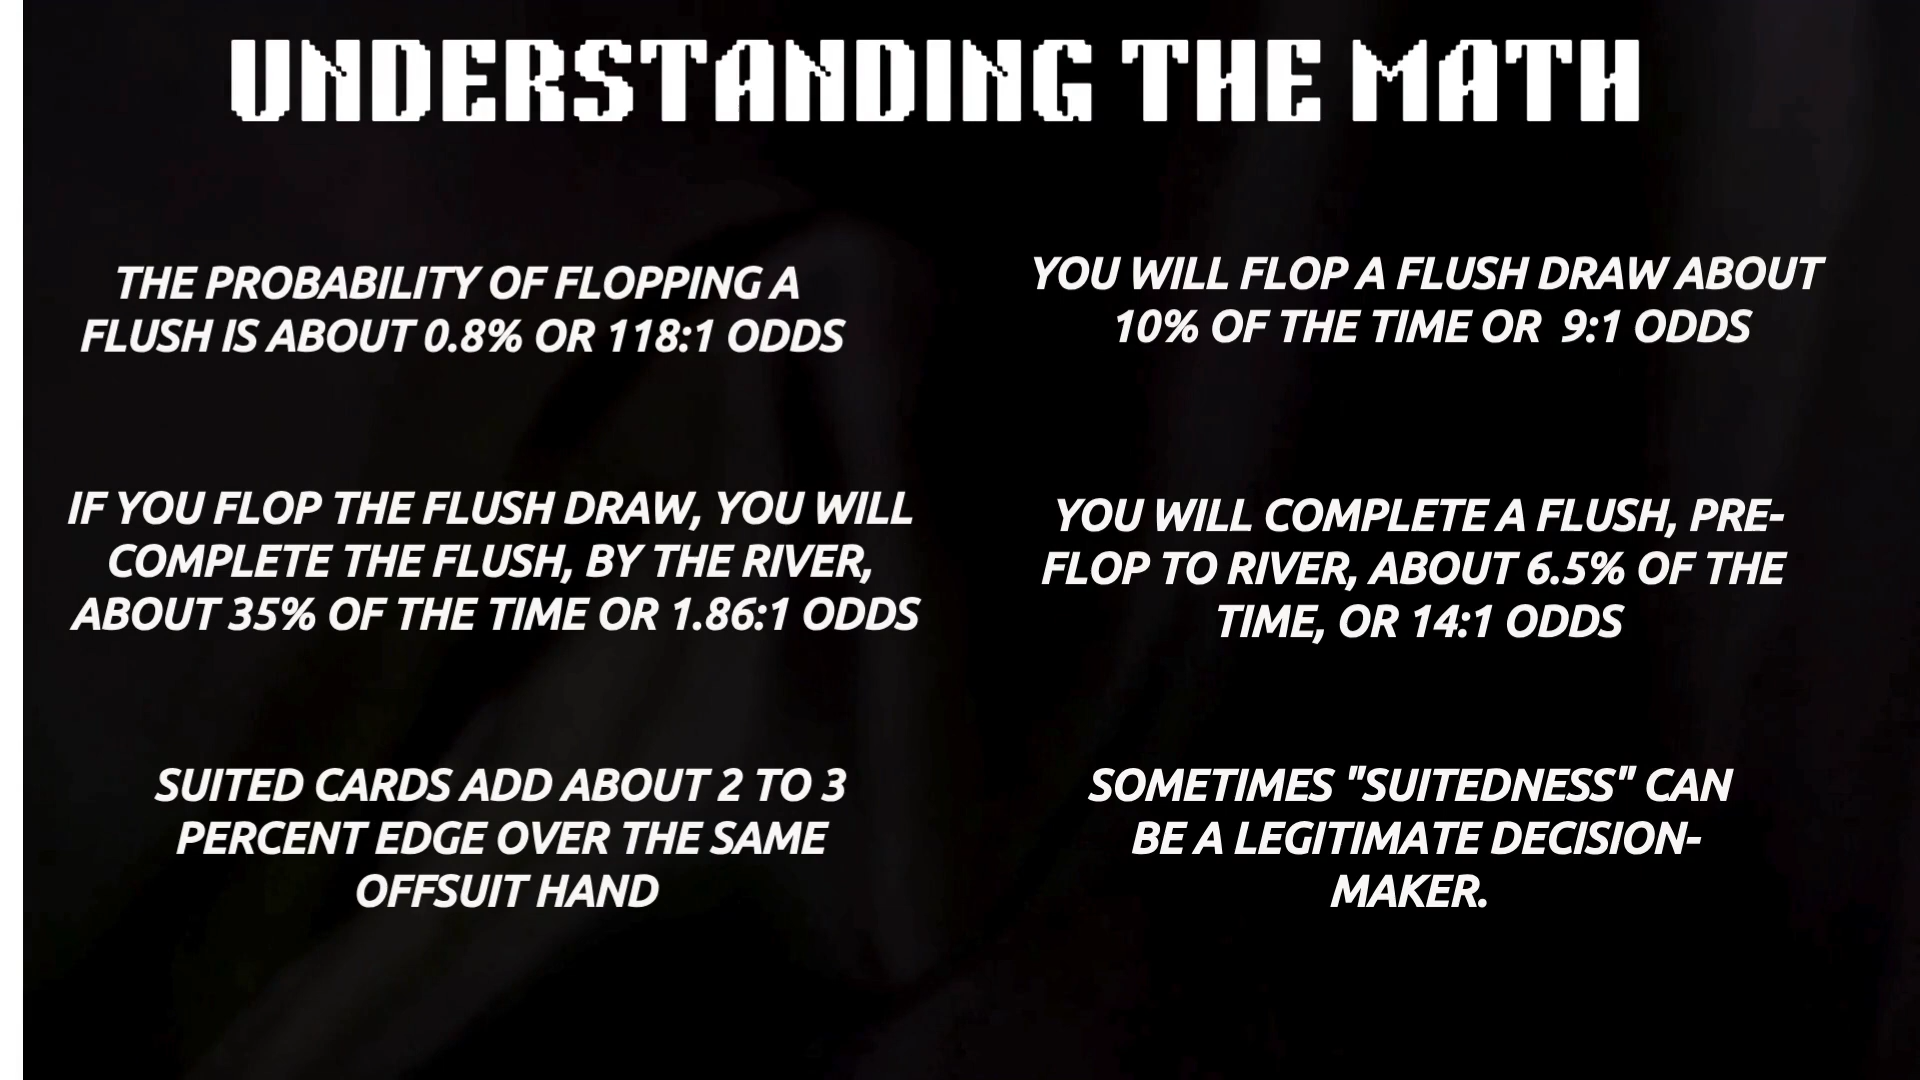 UNDERSTANDING THE MATH
THE PROBABILITY OF FLOPPING A
FLUSH IS ABOUT 0.8% OR 118:1 ODDS
YOU WILL FLOP A FLUSH DRAW ABOUT
10% OF THE TIME OR 9:1 ODDS
IF YOU FLOP THE FLUSH DRAW, YOU WILL
COMPLETE THE FLUSH, BY THE RIVER,
ABOUT 35% OF THE TIME OR 1.86:1 ODDS
YOU WILL COMPLETE A FLUSH, PRE-
FLOP TO RIVER, ABOUT 6.5% OF THE
TIME, OR 14:1 ODDS
SUITED CARDS ADD ABOUT 2 TO 3
PERCENT EDGE OVER THE SAME
OFFSUIT HAND
SOMETIMES "SUITEDNESS" CAN
BE A LEGITIMATE DECISION-
MAKER.